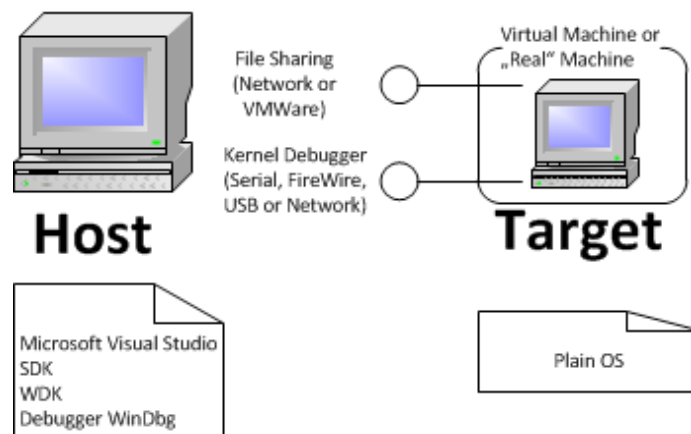 File Sharing
(Network or
VMWare)
Virtual Machine or
„Real“ Machine
Kernel Debugger
(Serial, FireWire,
USB or Network)
Host
Target
Microsoft Visual Studio
SDK
WDK
Debugger WinDbg
Plain OS